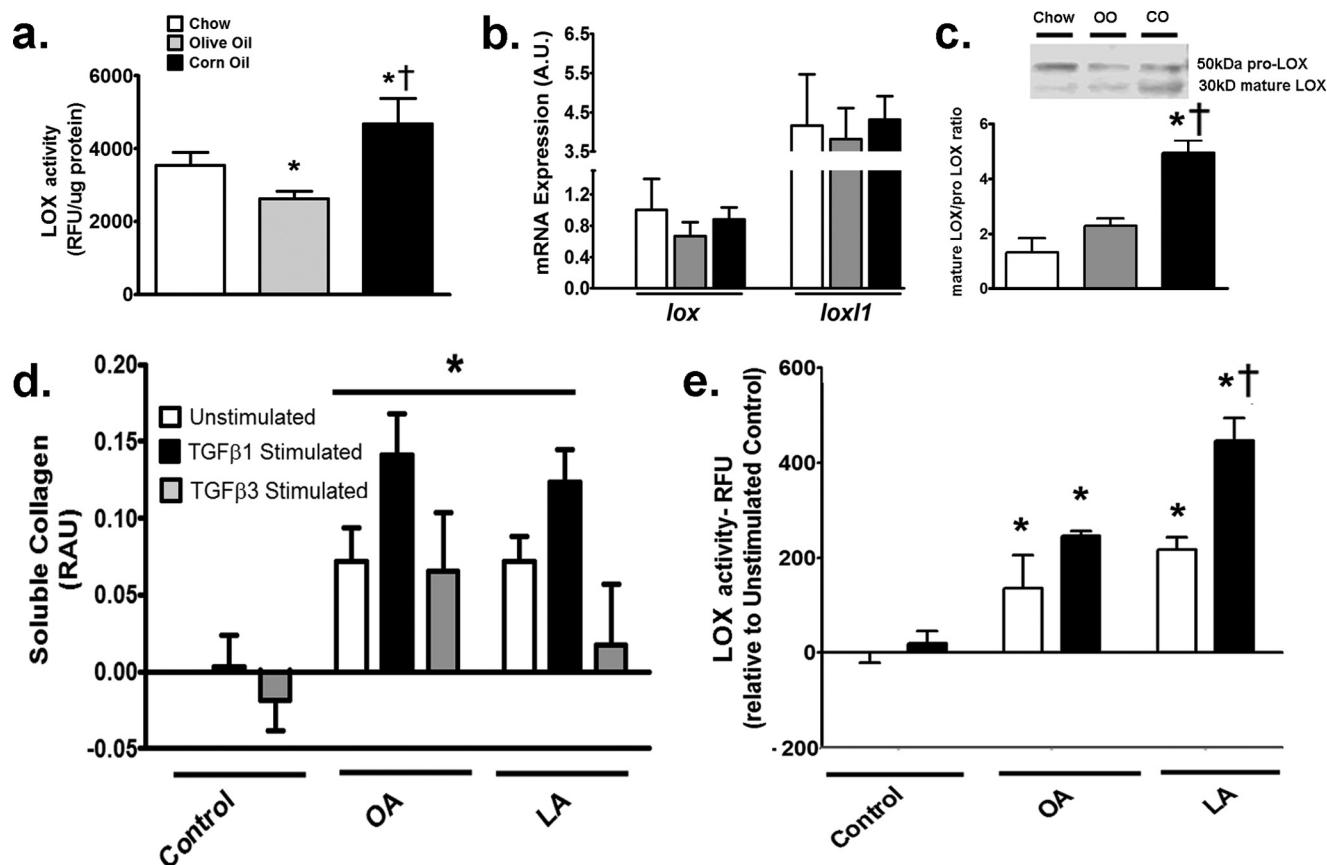 a.
Chow
Olive Oil
Corn Oil
LOX activity
(RFU/ug protein)
6000
4000
2000
0
*
*†
b.
mRNA Expression (A.U.)
6.0
4.5
3.5
1.2
0.8
0.4
0.0
lox
loxl1
c.
Chow OO CO
50kDa pro-LOX
30kD mature LOX
mature LOX/pro LOX ratio
6
4
2
0
*†
d.
Soluble Collagen
(RAU)
0.20
0.15
0.10
0.05
0.00
-0.05
*
Unstimulated
TGFβ1 Stimulated
TGFβ3 Stimulated
Control
OA
LA
e.
LOX activity- RFU
(relative to Unstimulated Control)
600
400
200
0
- 200
*
*
*
*†
Control
OA
LA